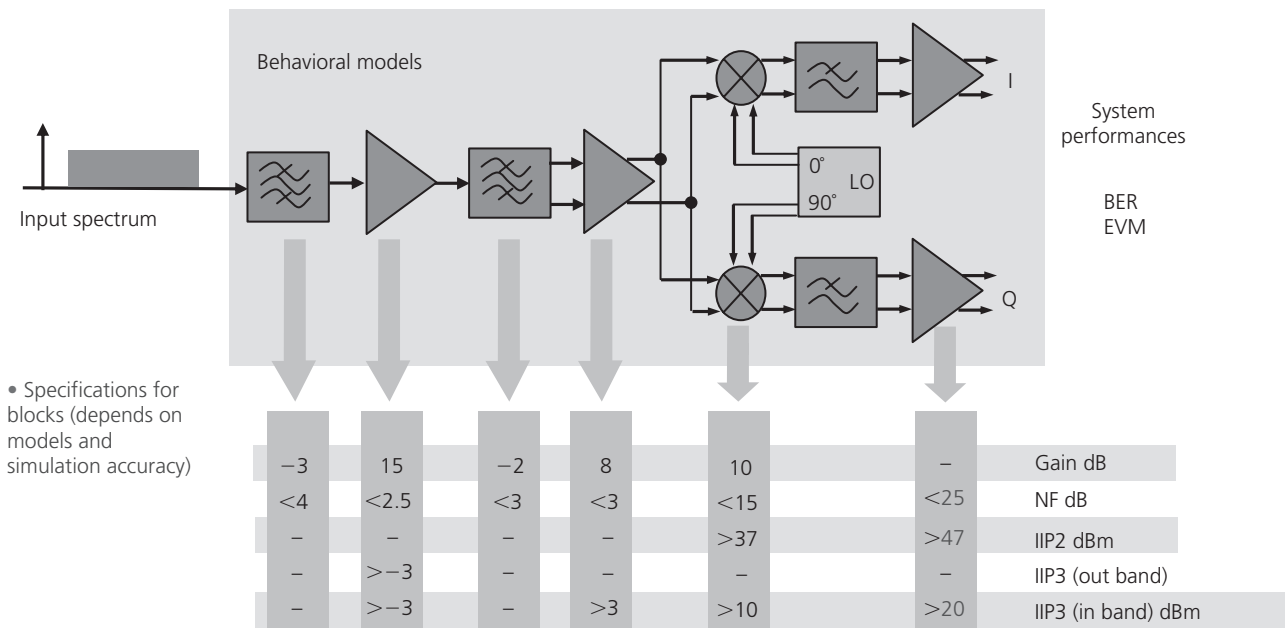 Behavioral models
I
System
performances
0°
LO
90°
BER
EVM
Input spectrum
Q
• Specifications for
blocks (depends on
models and
simulation accuracy)
−3 15 −2 8 10 – Gain dB
<4 <2.5 <3 <3 <15 <25 NF dB
– – – – >37 >47 IIP2 dBm
– >−3 – – – – IIP3 (out band)
– >−3 – >3 >10 >20 IIP3 (in band) dBm